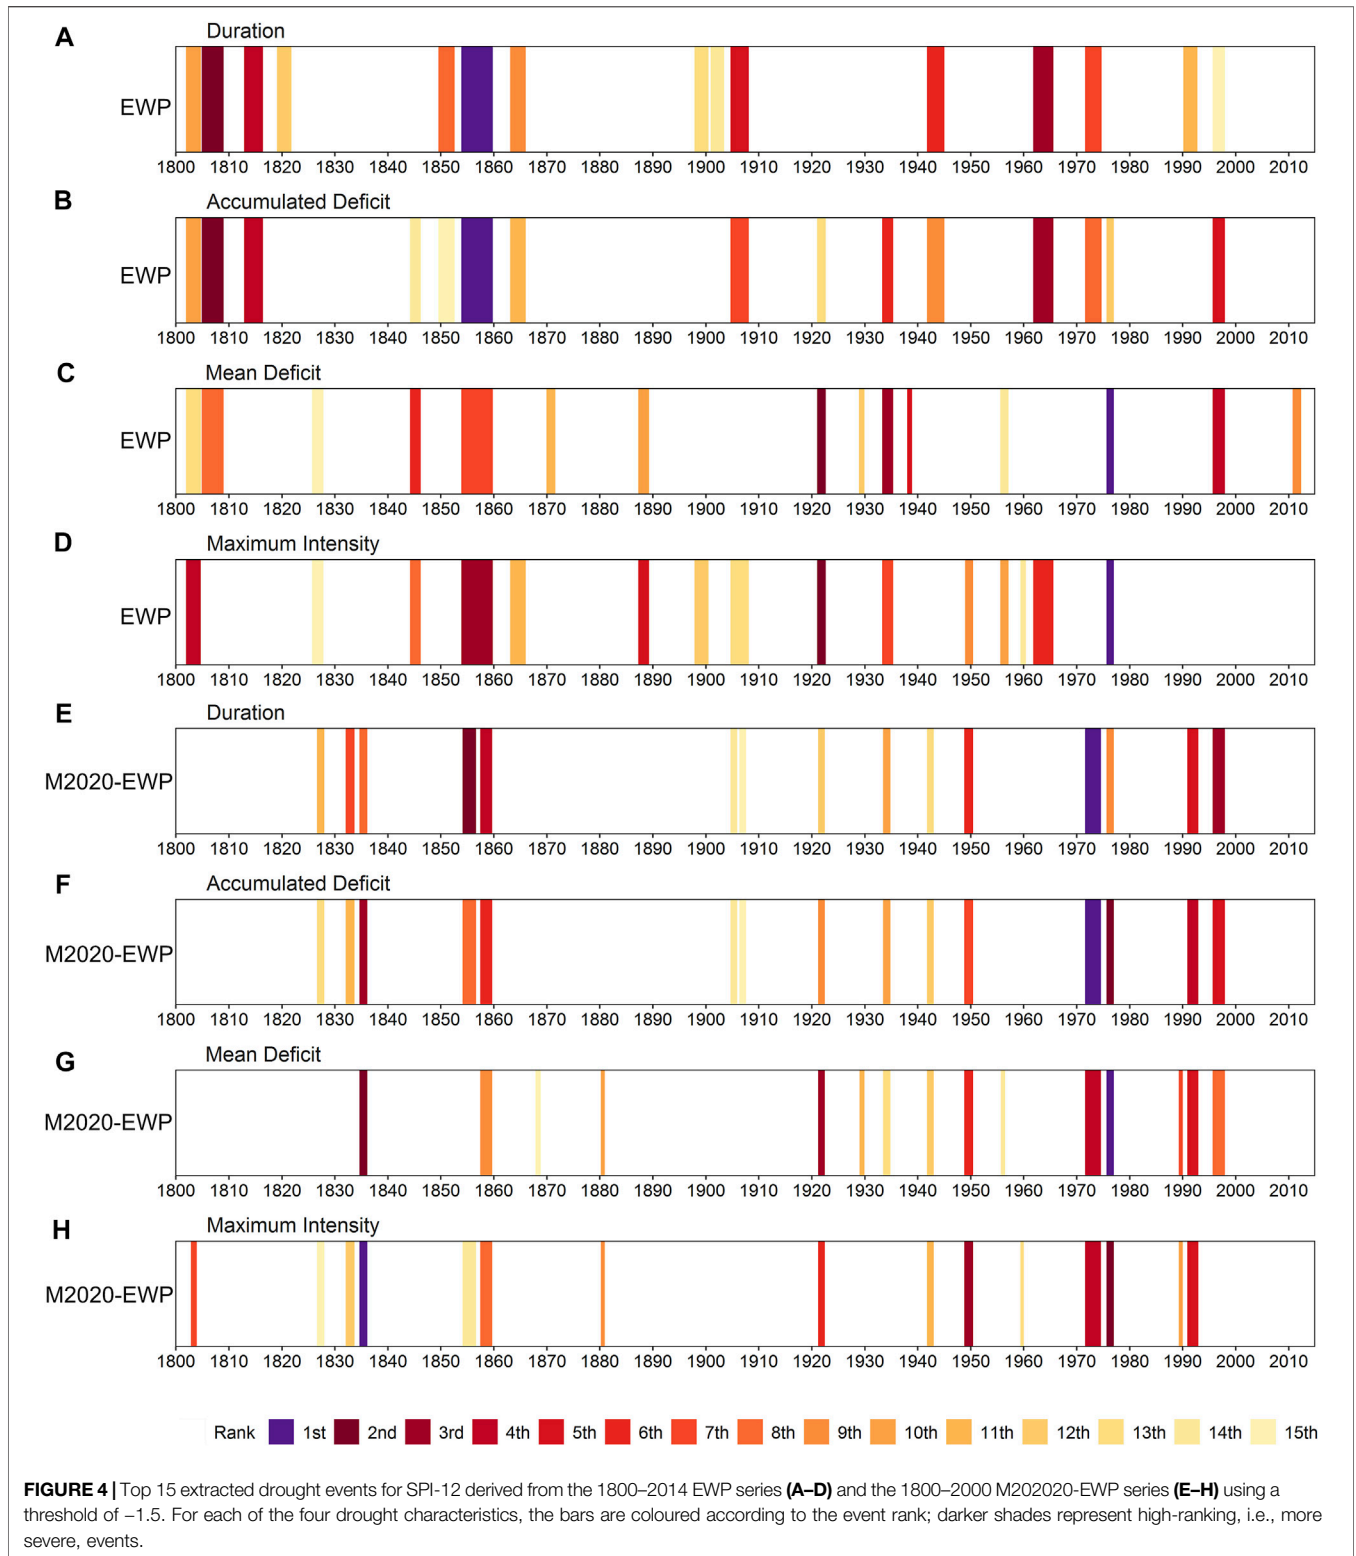 A Duration
EWP
1800 1810 1820 1830 1840 1850 1860 1870 1880 1890 1900 1910 1920 1930 1940 1950 1960 1970 1980 1990 2000 2010
B Accumulated Deficit
EWP
1800 1810 1820 1830 1840 1850 1860 1870 1880 1890 1900 1910 1920 1930 1940 1950 1960 1970 1980 1990 2000 2010
C Mean Deficit
EWP
1800 1810 1820 1830 1840 1850 1860 1870 1880 1890 1900 1910 1920 1930 1940 1950 1960 1970 1980 1990 2000 2010
D Maximum Intensity
EWP
1800 1810 1820 1830 1840 1850 1860 1870 1880 1890 1900 1910 1920 1930 1940 1950 1960 1970 1980 1990 2000 2010
E Duration
M2020-EWP
1800 1810 1820 1830 1840 1850 1860 1870 1880 1890 1900 1910 1920 1930 1940 1950 1960 1970 1980 1990 2000 2010
F Accumulated Deficit
M2020-EWP
1800 1810 1820 1830 1840 1850 1860 1870 1880 1890 1900 1910 1920 1930 1940 1950 1960 1970 1980 1990 2000 2010
G Mean Deficit
M2020-EWP
1800 1810 1820 1830 1840 1850 1860 1870 1880 1890 1900 1910 1920 1930 1940 1950 1960 1970 1980 1990 2000 2010
H Maximum Intensity
M2020-EWP
1800 1810 1820 1830 1840 1850 1860 1870 1880 1890 1900 1910 1920 1930 1940 1950 1960 1970 1980 1990 2000 2010
Rank 1st 2nd 3rd 4th 5th 6th 7th 8th 9th 10th 11th 12th 13th 14th 15th
FIGURE 4 | Top 15 extracted drought events for SPI-12 derived from the 1800–2014 EWP series (A–D) and the 1800–2000 M202020-EWP series (E–H) using a
threshold of −1.5. For each of the four drought characteristics, the bars are coloured according to the event rank; darker shades represent high-ranking, i.e., more
severe, events.